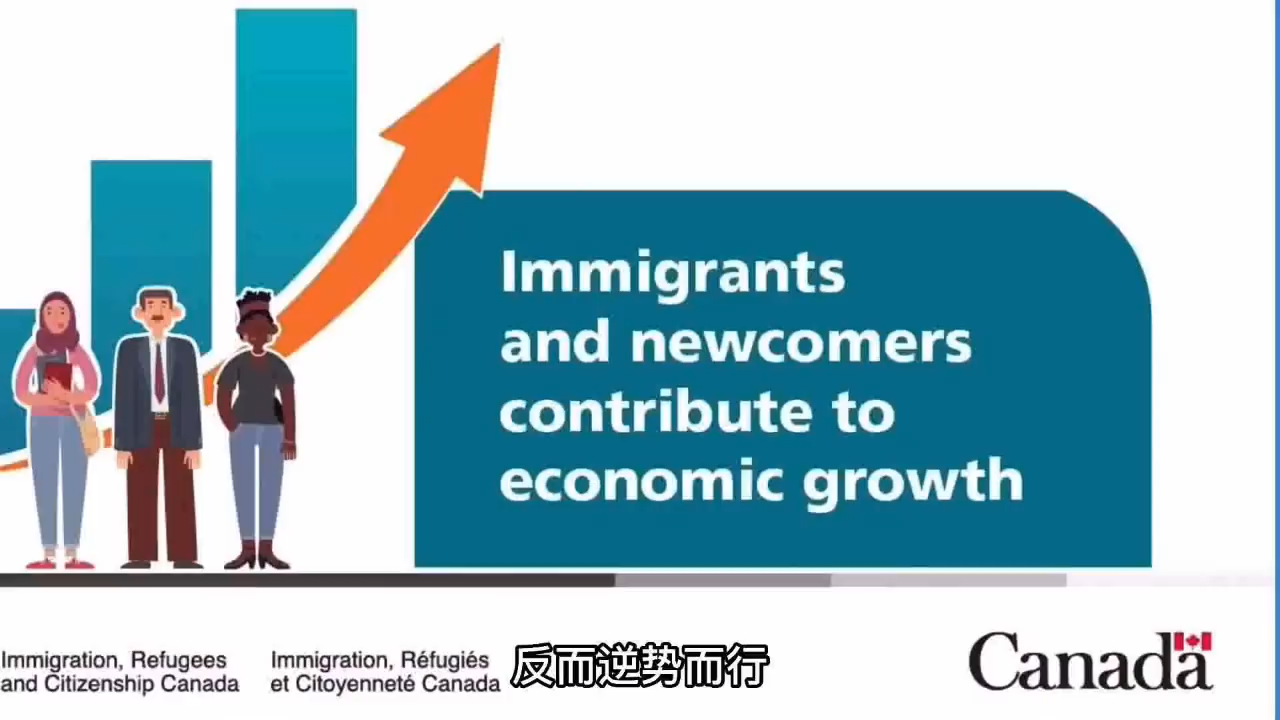 Immigrants
and newcomers
contribute to
economic growth
Immigration, Refugees
and Citizenship Canada
Immigration, Réfugiés
et Citoyenneté Canada
反而逆势而行
Canada